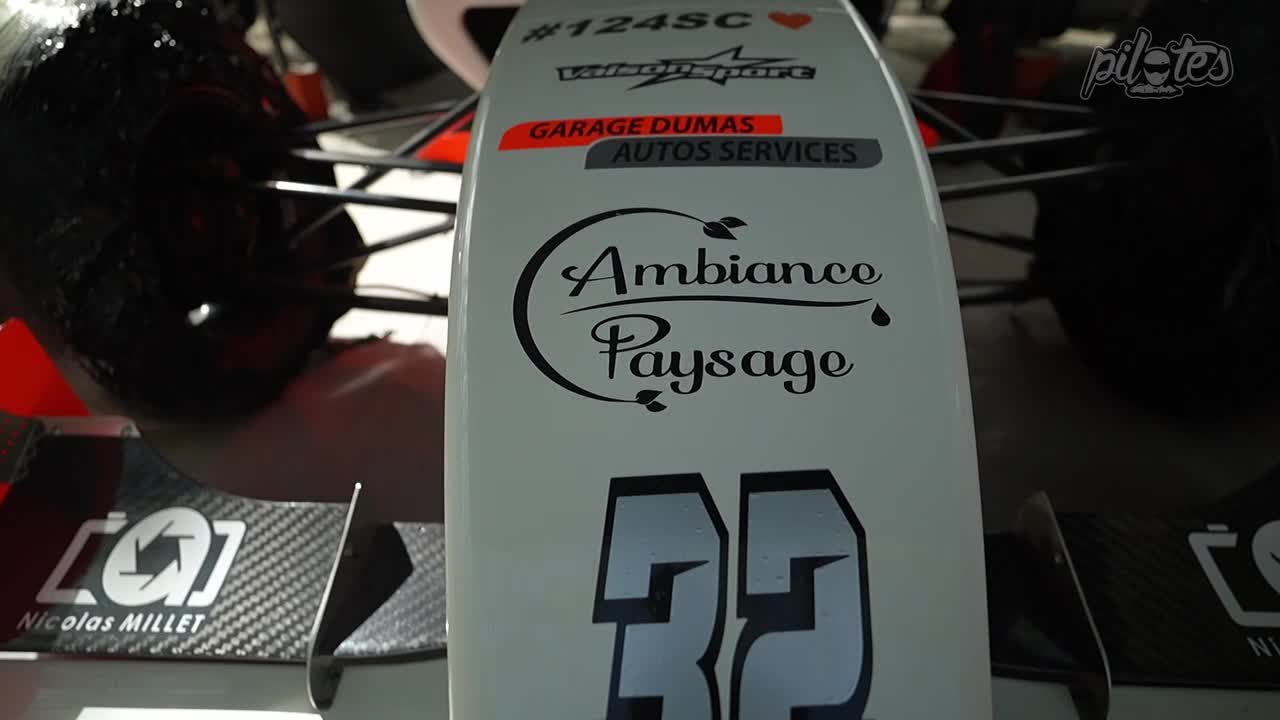 #124SC
pilotes
Valsonsport
GARAGE DUMAS
AUTOS SERVICES
Ambiance
Paysage
32
Nicolas MILLET